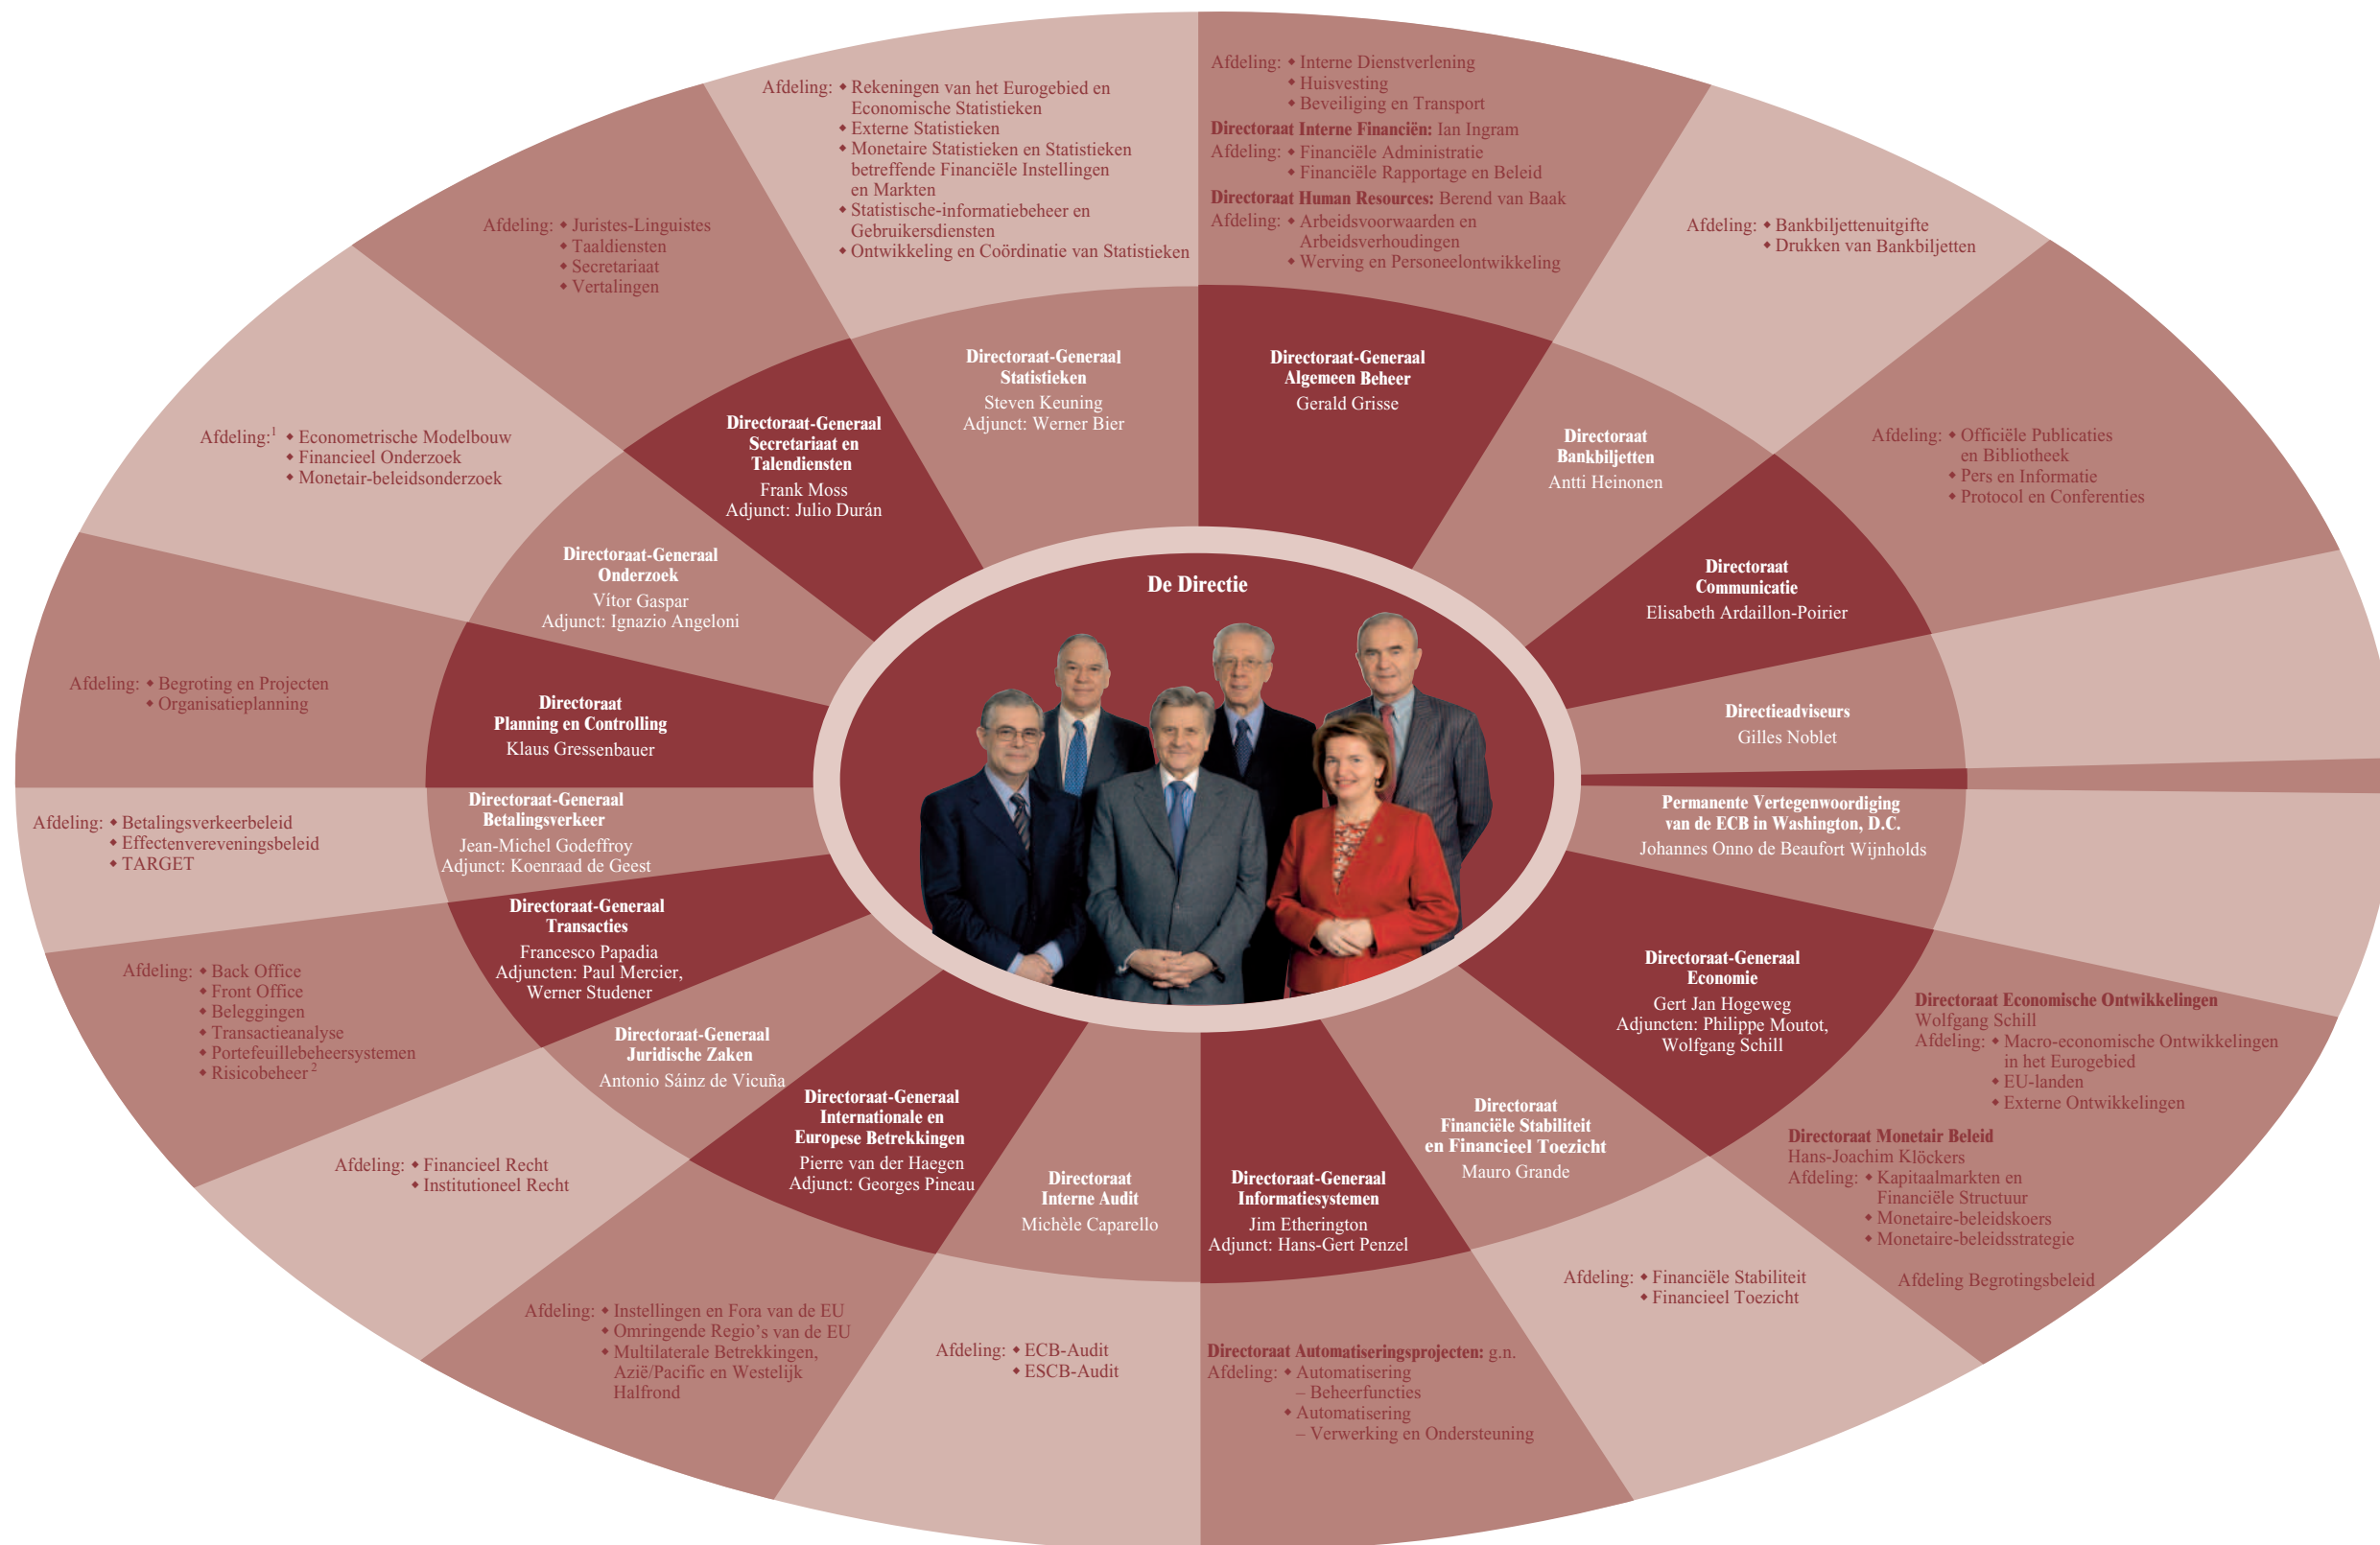 De Directie
Afdeling: ◆ Interne Dienstverlening
◆ Huisvesting
◆ Beveiliging en Transport
Directoraat Interne Financiën: Ian Ingram
Afdeling: ◆ Financiële Administratie
◆ Financiële Rapportage en Beleid
Directoraat Human Resources: Berend van Baak
Afdeling: ◆ Arbeidsvoorwaarden en
Arbeidsverhoudingen
◆ Werving en Personeelontwikkeling
Directoraat-Generaal
Algemeen Beheer
Gerald Grisse
Afdeling: ◆ Bankbiljettenuitgifte
◆ Drukken van Bankbiljetten
Directoraat
Bankbiljetten
Antti Heinonen
Afdeling: ◆ Officiële Publicaties
en Bibliotheek
◆ Pers en Informatie
◆ Protocol en Conferenties
Directoraat
Communicatie
Elisabeth Ardaillon-Poirier
Directieadviseurs
Gilles Noblet
Permanente Vertegenwoordiging
van de ECB in Washington, D.C.
Johannes Onno de Beaufort Wijnholds
Directoraat-Generaal
Economie
Gert Jan Hogeweg
Adjuncten: Philippe Moutot,
Wolfgang Schill
Directoraat Economische Ontwikkelingen
Wolfgang Schill
Afdeling: ◆ Macro-economische Ontwikkelingen
in het Eurogebied
◆ EU-landen
◆ Externe Ontwikkelingen
Directoraat Monetair Beleid
Hans-Joachim Klöckers
Afdeling: ◆ Kapitaalmarkten en
Financiële Structuur
◆ Monetaire-beleidskoers
◆ Monetaire-beleidsstrategie
Afdeling Begrotingsbeleid
Directoraat
Financiële Stabiliteit
en Financieel Toezicht
Mauro Grande
Afdeling: ◆ Financiële Stabiliteit
◆ Financieel Toezicht
Directoraat-Generaal
Informatiesystemen
Jim Etherington
Adjunct: Hans-Gert Penzel
Directoraat Automatiseringsprojecten: g.n.
Afdeling: ◆ Automatisering
– Beheerfuncties
◆ Automatisering
– Verwerking en Ondersteuning
Directoraat
Interne Audit
Michèle Caparello
Afdeling: ◆ ECB-Audit
◆ ESCB-Audit
Directoraat-Generaal
Internationale en
Europese Betrekkingen
Pierre van der Haegen
Adjunct: Georges Pineau
Afdeling: ◆ Instellingen en Fora van de EU
◆ Omringende Regio's van de EU
◆ Multilaterale Betrekkingen,
Azië/Pacific en Westelijk
Halfrond
Directoraat-Generaal
Juridische Zaken
Antonio Sáinz de Vicuña
Afdeling: ◆ Financieel Recht
◆ Institutioneel Recht
Directoraat-Generaal
Transacties
Francesco Papadia
Adjuncten: Paul Mercier,
Werner Studener
Afdeling: ◆ Back Office
◆ Front Office
◆ Beleggingen
◆ Transactieanalyse
◆ Portefeuillebeheersystemen
◆ Risicobeheer 2
Directoraat-Generaal
Betalingsverkeer
Jean-Michel Godeffroy
Adjunct: Koenraad de Geest
Afdeling: ◆ Betalingsverkeerbeleid
◆ Effectenvereveningsbeleid
◆ TARGET
Directoraat
Planning en Controlling
Klaus Gressenbauer
Afdeling: ◆ Begroting en Projecten
◆ Organisatieplanning
Directoraat-Generaal
Onderzoek
Vítor Gaspar
Adjunct: Ignazio Angeloni
Afdeling:1 ◆ Econometrische Modelbouw
◆ Financieel Onderzoek
◆ Monetair-beleidsonderzoek
Directoraat-Generaal
Secretariaat en
Talendiensten
Frank Moss
Adjunct: Julio Durán
Afdeling: ◆ Juristes-Linguistes
◆ Taaldiensten
◆ Secretariaat
◆ Vertalingen
Directoraat-Generaal
Statistieken
Steven Keuning
Adjunct: Werner Bier
Afdeling: ◆ Rekeningen van het Eurogebied en
Economische Statistieken
◆ Externe Statistieken
◆ Monetaire Statistieken en Statistieken
betreffende Financiële Instellingen
en Markten
◆ Statistische-informatiebeheer en
Gebruikersdiensten
◆ Ontwikkeling en Coördinatie van Statistieken